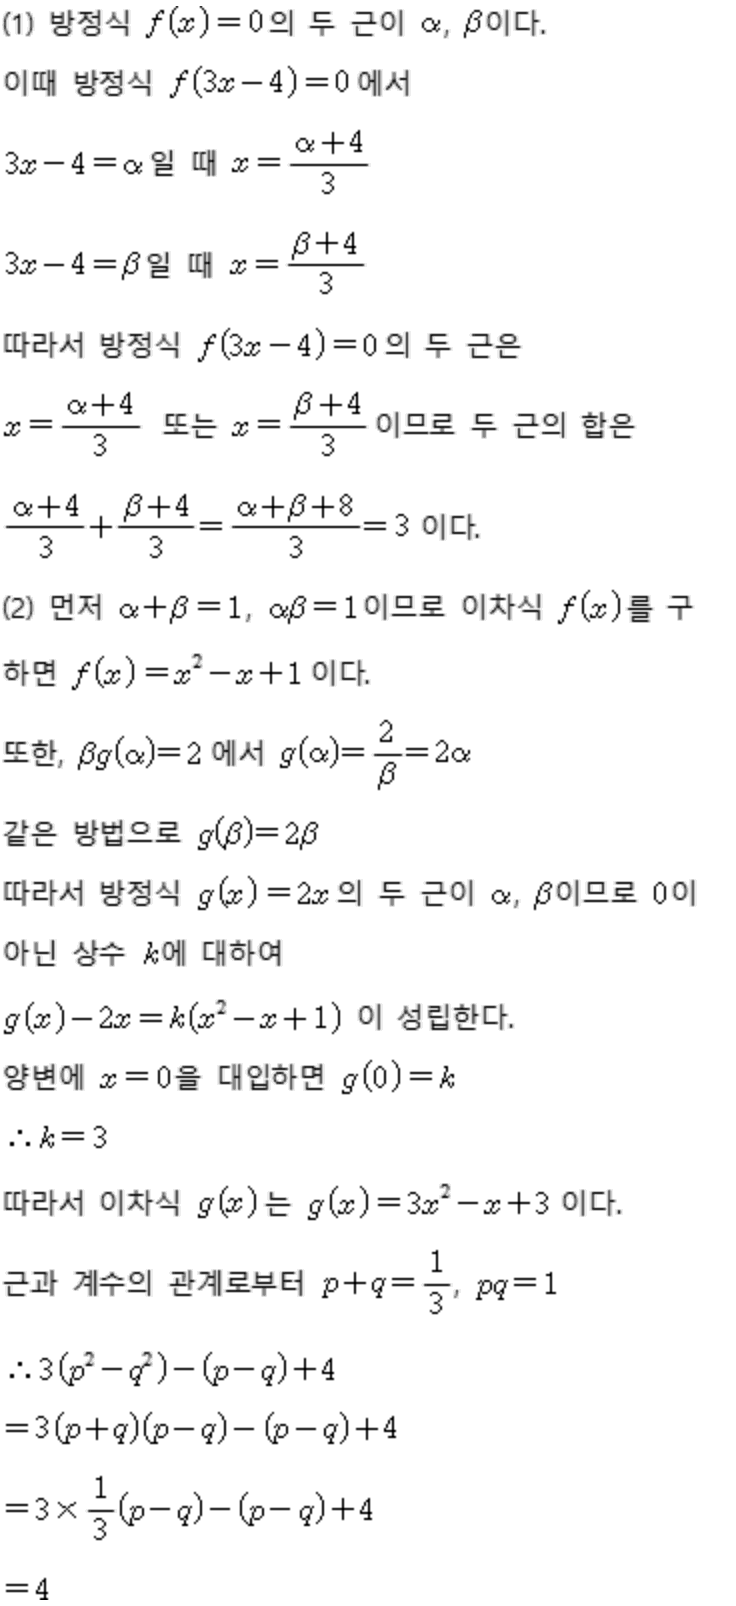 (1) 방정식 f(x)=0의 두 근이 α, β이다.
이때 방정식 f(3x−4)=0에서
3x−4=α일 때 x=(α+4)/3
3x−4=β일 때 x=(β+4)/3
따라서 방정식 f(3x−4)=0의 두 근은
x=(α+4)/3 또는 x=(β+4)/3 이므로 두 근의 합은
(α+4)/3+(β+4)/3=(α+β+8)/3=3 이다.
(2) 먼저 α+β=1, αβ=1이므로 이차식 f(x)를 구
하면 f(x)=x²−x+1 이다.
또한, βg(α)=2 에서 g(α)=2/β=2α
같은 방법으로 g(β)=2β
따라서 방정식 g(x)=2x의 두 근이 α, β이므로 0이
아닌 상수 k에 대하여
g(x)−2x=k(x²−x+1) 이 성립한다.
양변에 x=0을 대입하면 g(0)=k
∴k=3
따라서 이차식 g(x)는 g(x)=3x²−x+3 이다.
근과 계수의 관계로부터 p+q=1/3, pq=1
∴3(p²−q²)−(p−q)+4
=3(p+q)(p−q)−(p−q)+4
=3×1/3(p−q)−(p−q)+4
=4